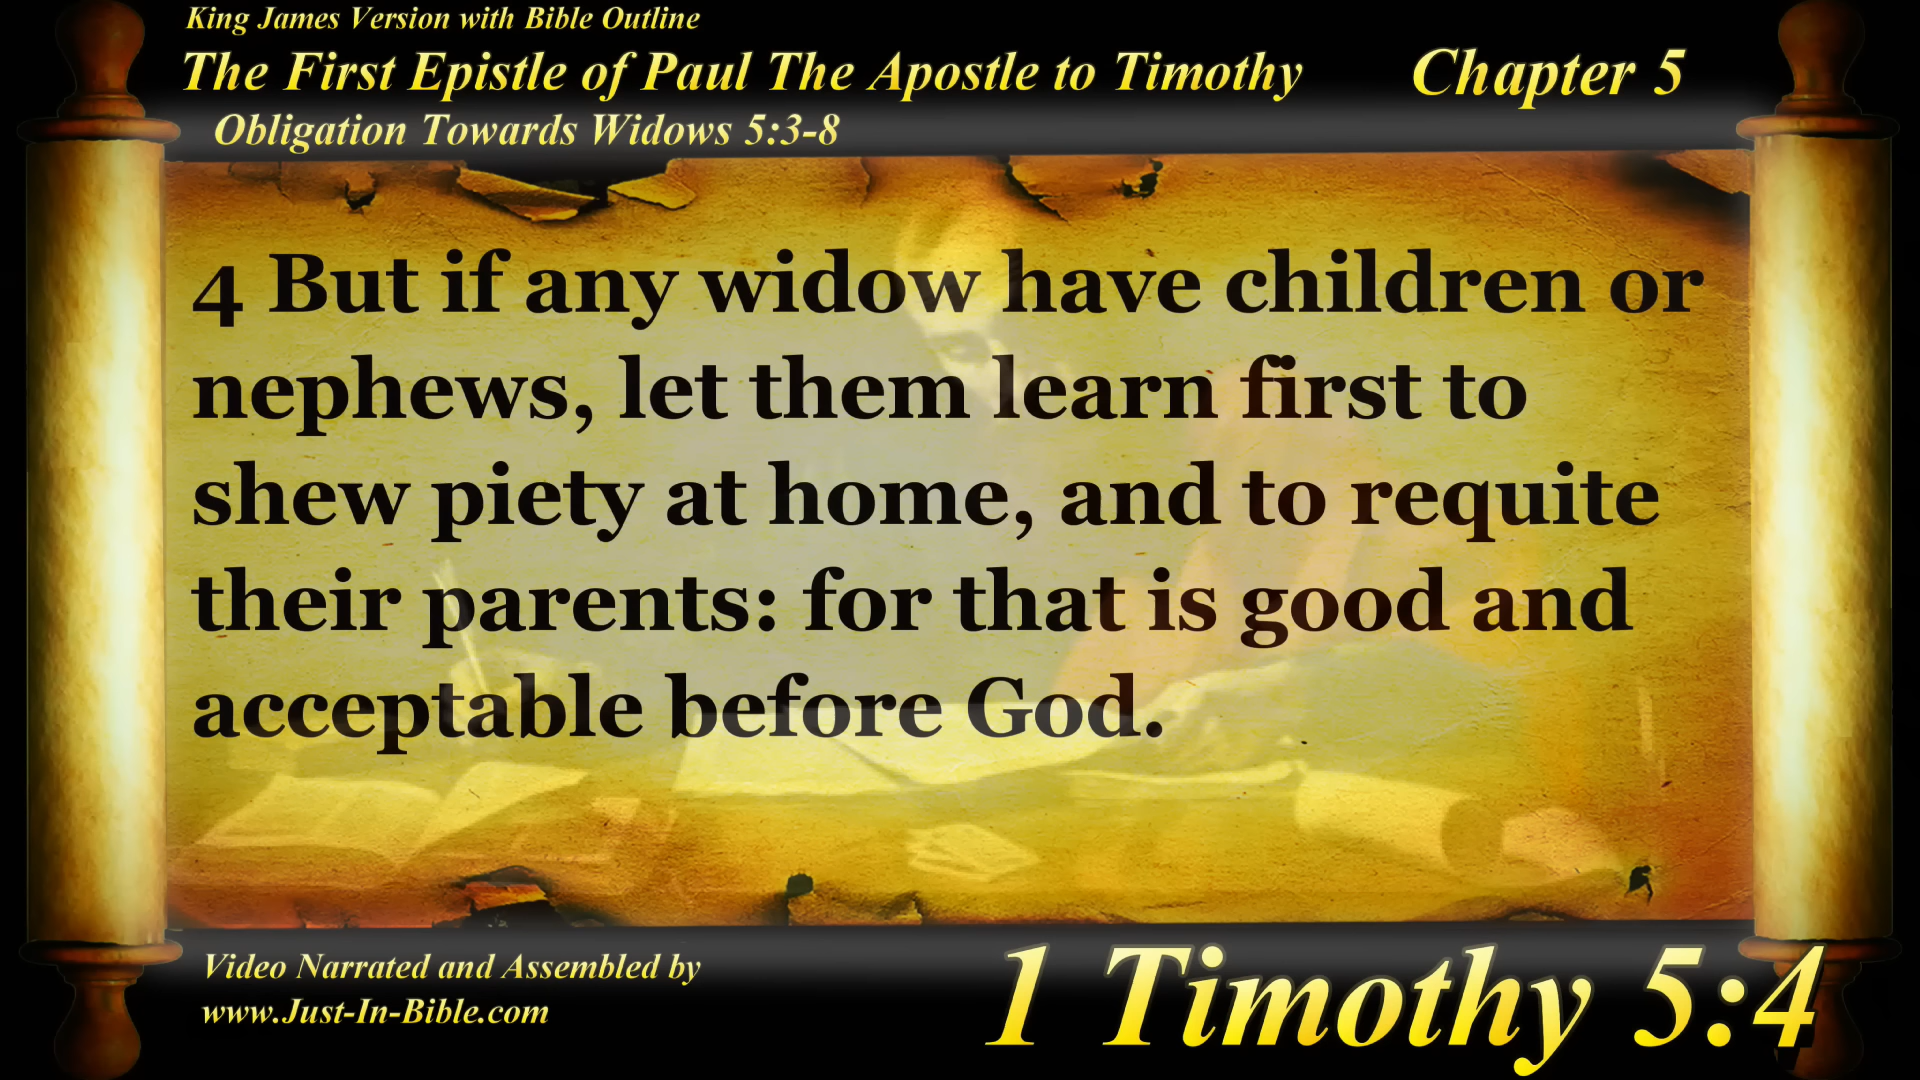 King James Version with Bible Outline
The First Epistle of Paul The Apostle to Timothy
Chapter 5
Obligation Towards Widows 5:3-8
4 But if any widow have children or
nephews, let them learn first to
shew piety at home, and to requite
their parents: for that is good and
acceptable before God.
Video Narrated and Assembled by
www.Just-In-Bible.com
1 Timothy 5:4